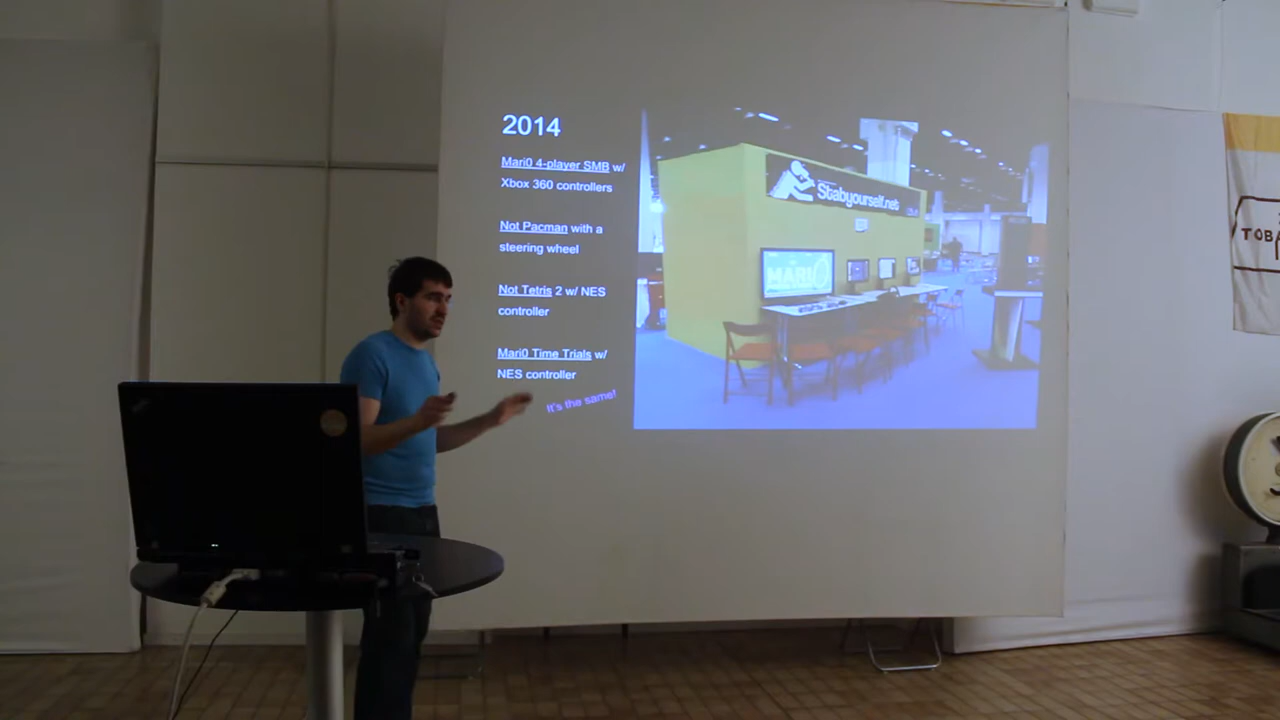 2014
Mari0 4-player SMB w/
Xbox 360 controllers
Not Pacman with a
steering wheel
Not Tetris 2 w/ NES
controller
Mari0 Time Trials w/
NES controller
It's the same!
Stabyourself.net
MARI0
TOBA